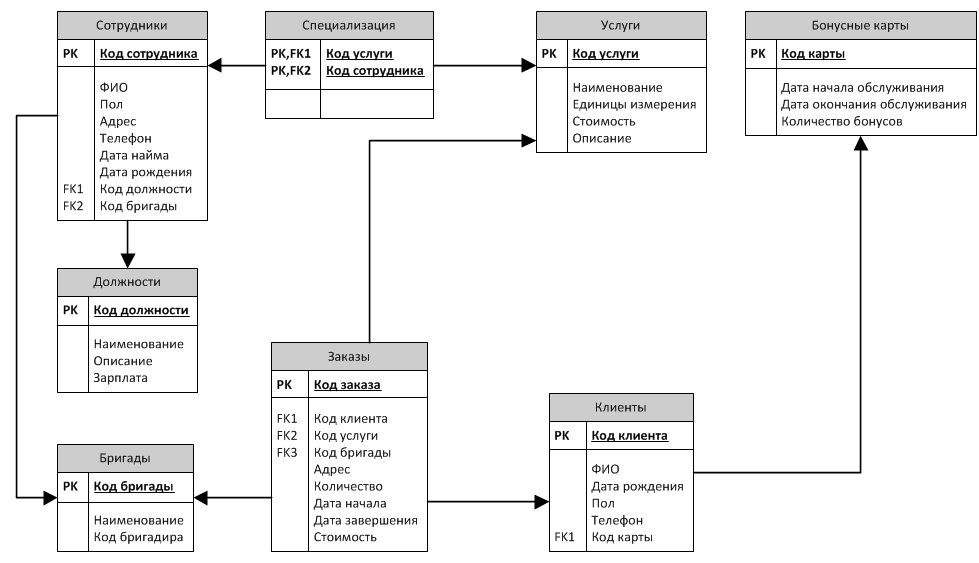 Сотрудники
PK Код сотрудника
ФИО
Пол
Адрес
Телефон
Дата найма
Дата рождения
FK1 Код должности
FK2 Код бригады
Специализация
PK,FK1 Код услуги
PK,FK2 Код сотрудника
Услуги
PK Код услуги
Наименование
Единицы измерения
Стоимость
Описание
Бонусные карты
PK Код карты
Дата начала обслуживания
Дата окончания обслуживания
Количество бонусов
Должности
PK Код должности
Наименование
Описание
Зарплата
Заказы
PK Код заказа
FK1 Код клиента
FK2 Код услуги
FK3 Код бригады
Адрес
Количество
Дата начала
Дата завершения
Стоимость
Клиенты
PK Код клиента
ФИО
Дата рождения
Пол
Телефон
FK1 Код карты
Бригады
PK Код бригады
Наименование
Код бригадира